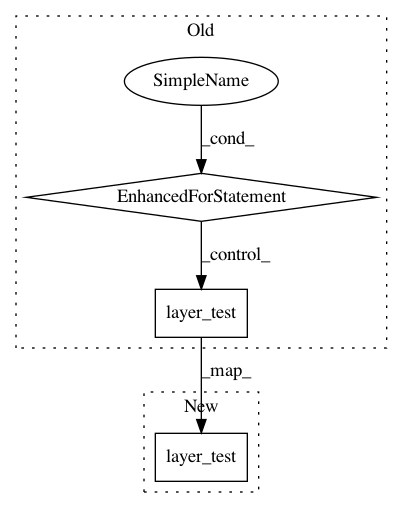 Old
SimpleName
_cond_
EnhancedForStatement
_control_
layer_test
_map_
New
layer_test